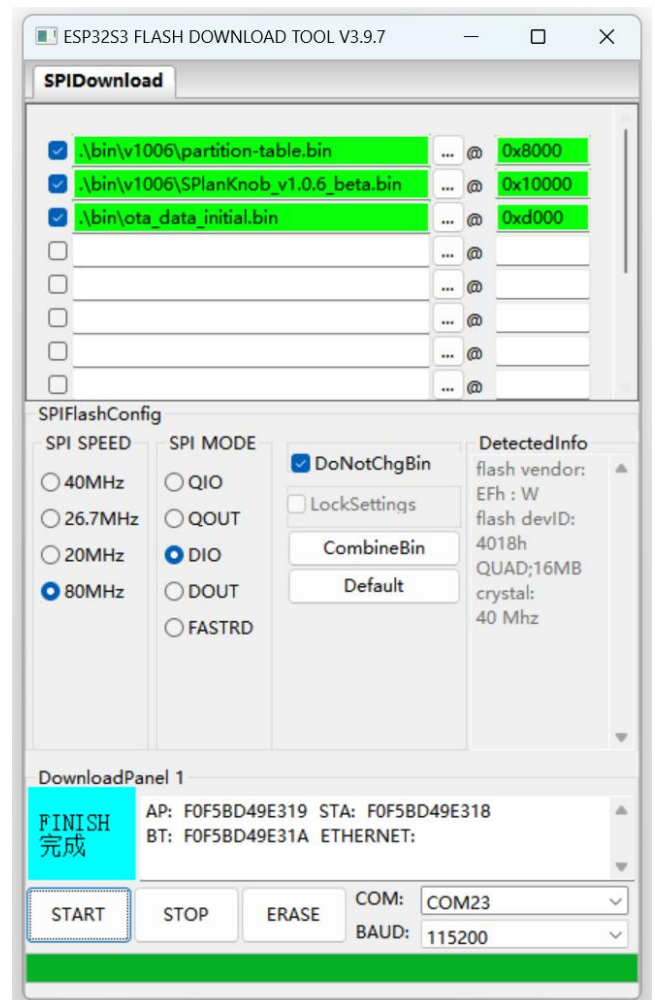 ESP32S3 FLASH DOWNLOAD TOOL V3.9.7
SPIDownload
.\bin\v1006\partition-table.bin ... @ 0x8000
.\bin\v1006\SPlanKnob_v1.0.6_beta.bin ... @ 0x10000
.\bin\ota_data_initial.bin ... @ 0xd000
... @
... @
... @
... @
... @
SPIFlashConfig
SPI SPEED
40MHz
26.7MHz
20MHz
80MHz
SPI MODE
QIO
QOUT
DIO
DOUT
FASTRD
DoNotChgBin
LockSettings
CombineBin
Default
DetectedInfo
flash vendor:
EFh : W
flash devID:
4018h
QUAD;16MB
crystal:
40 Mhz
DownloadPanel 1
FINISH
完成
AP: F0F5BD49E319 STA: F0F5BD49E318
BT: F0F5BD49E31A ETHERNET:
START
STOP
ERASE
COM: COM23
BAUD: 115200